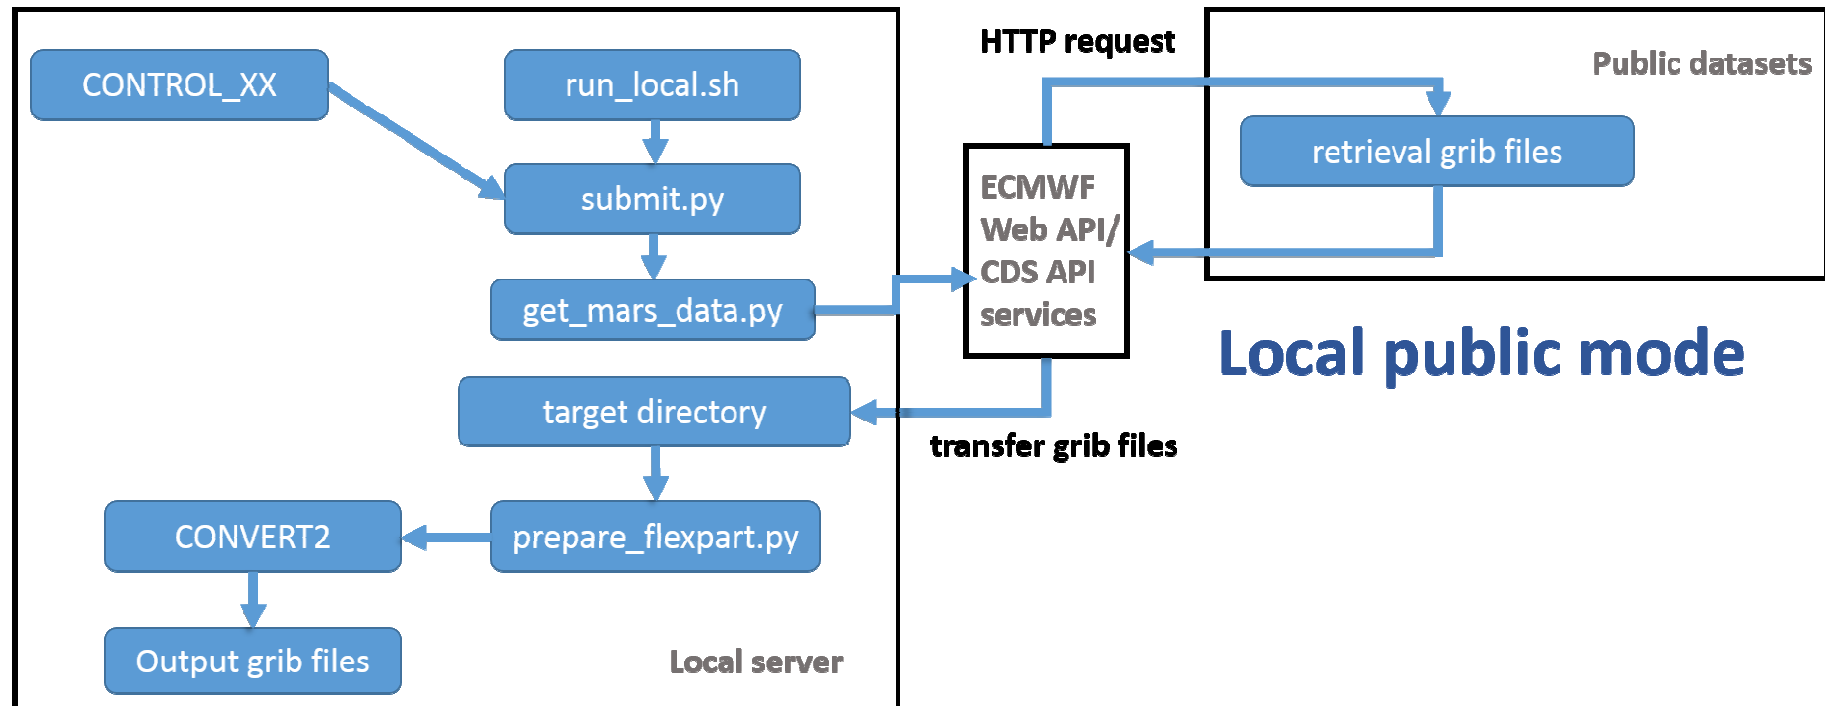 CONTROL_XX
run_local.sh
submit.py
get_mars_data.py
target directory
prepare_flexpart.py
CONVERT2
Output grib files
Local server
HTTP request
ECMWF
Web API/
CDS API
services
transfer grib files
Public datasets
retrieval grib files
Local public mode